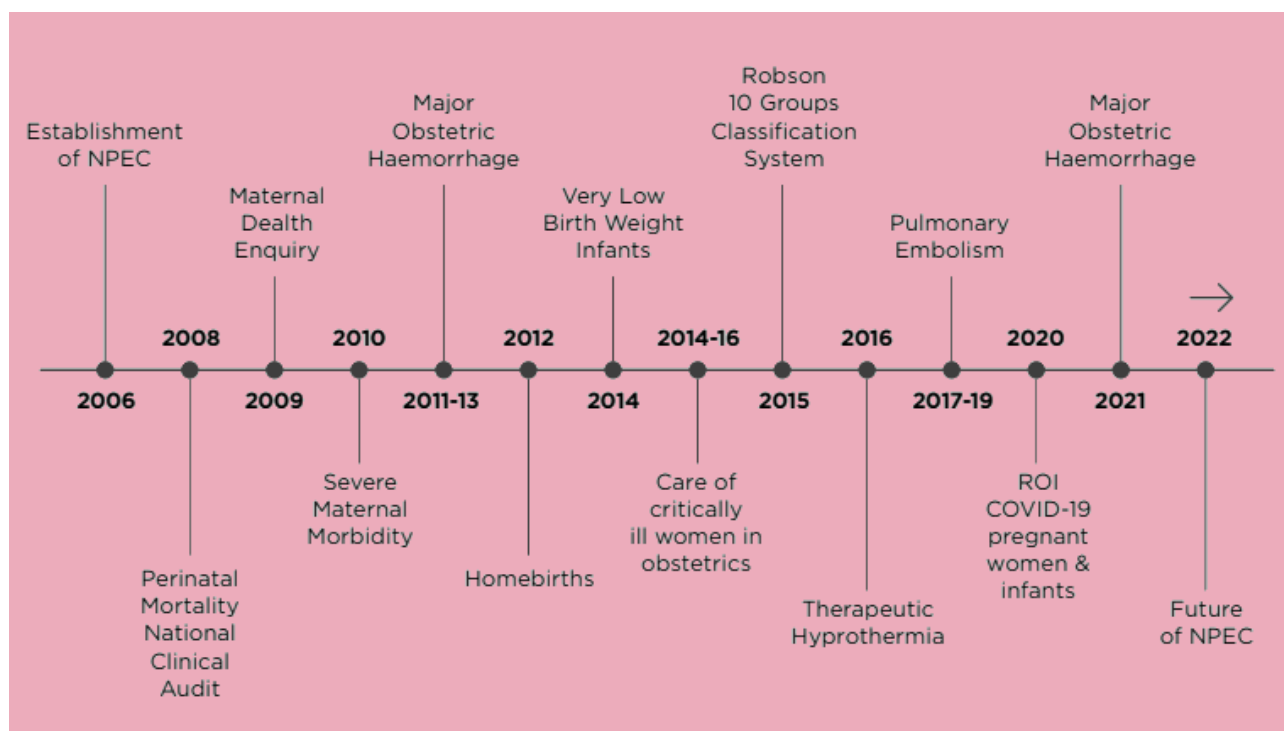 Establishment
of NPEC
2006
2008
Perinatal
Mortality
National
Clinical
Audit
Maternal
Dealth
Enquiry
2009
2010
Severe
Maternal
Morbidity
Major
Obstetric
Haemorrhage
2011-13
2012
Homebirths
Very Low
Birth Weight
Infants
2014
2014-16
Care of
critically
ill women in
obstetrics
Robson
10 Groups
Classification
System
2015
2016
Therapeutic
Hyprothermia
Pulmonary
Embolism
2017-19
2020
ROI
COVID-19
pregnant
women &
infants
Major
Obstetric
Haemorrhage
2021
2022
Future
of NPEC